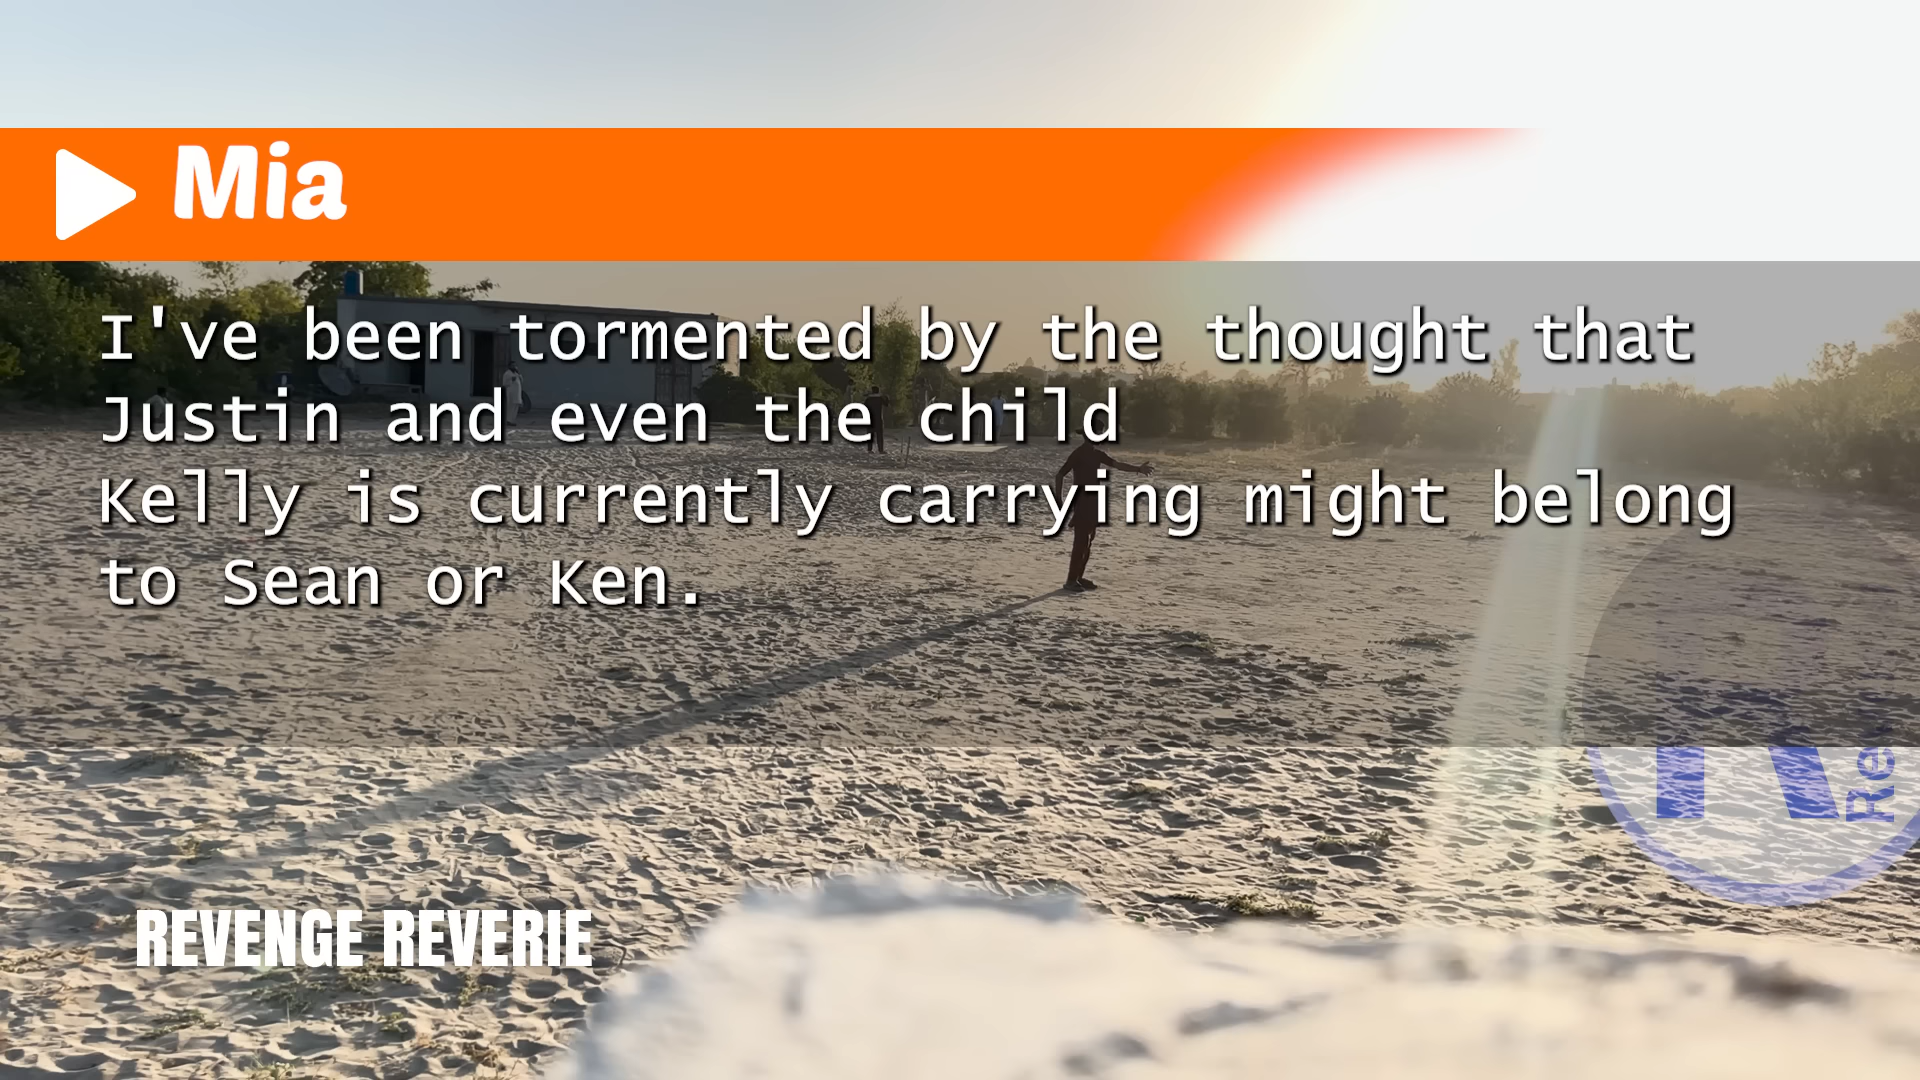 Mia
I've been tormented by the thought that
Justin and even the child
Kelly is currently carrying might belong
to Sean or Ken.
Re
REVENGE REVERIE